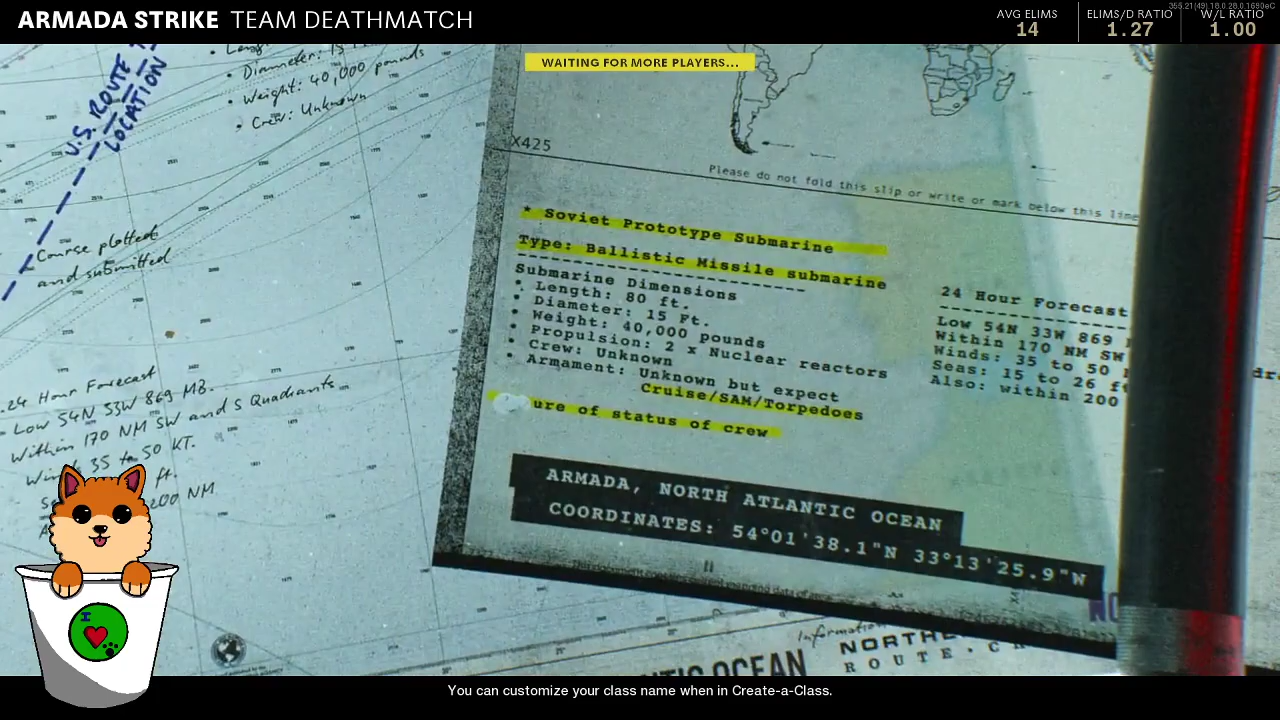 ARMADA STRIKE TEAM DEATHMATCH
AVG ELIMS
14
ELIMS/D RATIO
1.27
W/L RATIO
1.00
WAITING FOR MORE PLAYERS...
U.S. ROUTE
LOCATION
• Diameter: 15
• Weight: 40,000 pounds
• Crew: Unknown
Course plotted
and submitted
24 Hour Forecast
Low 54N 33W 869 MB.
Within 170 NM SW and S Quadrants
Winds 35 to 50 KT.
ft.
200 NM
X425
Please do not fold this slip or write or mark below this line
* Soviet Prototype Submarine
Type: Ballistic Missile submarine
Submarine Dimensions
• Length: 80 ft.
• Diameter: 15 Ft.
• Weight: 40,000 pounds
• Propulsion: 2 x Nuclear reactors
• Crew: Unknown
• Armament: Unknown but expect
Cruise/SAM/Torpedoes
ure of status of crew
24 Hour Forecast
Low 54N 33W 869
Within 170 NM SW
Winds: 35 to 50
Seas: 15 to 26
Also: within 200
ARMADA, NORTH ATLANTIC OCEAN
COORDINATES: 54°01'38.1"N 33°13'25.9"N
Information
NORTHE
ROUTE • C
TIC OCEAN
I
You can customize your class name when in Create-a-Class.